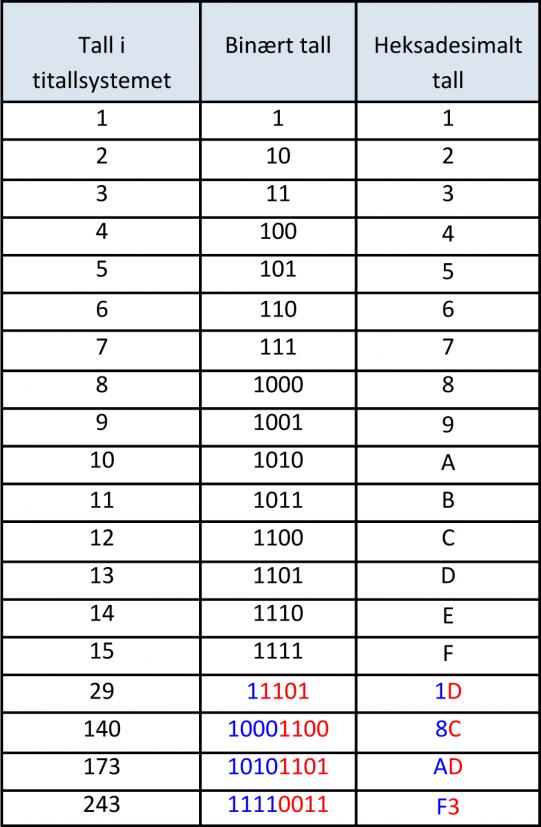 Tall i titallsystemet Binært tall Heksadesimalt tall
1 1 1
2 10 2
3 11 3
4 100 4
5 101 5
6 110 6
7 111 7
8 1000 8
9 1001 9
10 1010 A
11 1011 B
12 1100 C
13 1101 D
14 1110 E
15 1111 F
29 11101 1D
140 10001100 8C
173 10101101 AD
243 11110011 F3